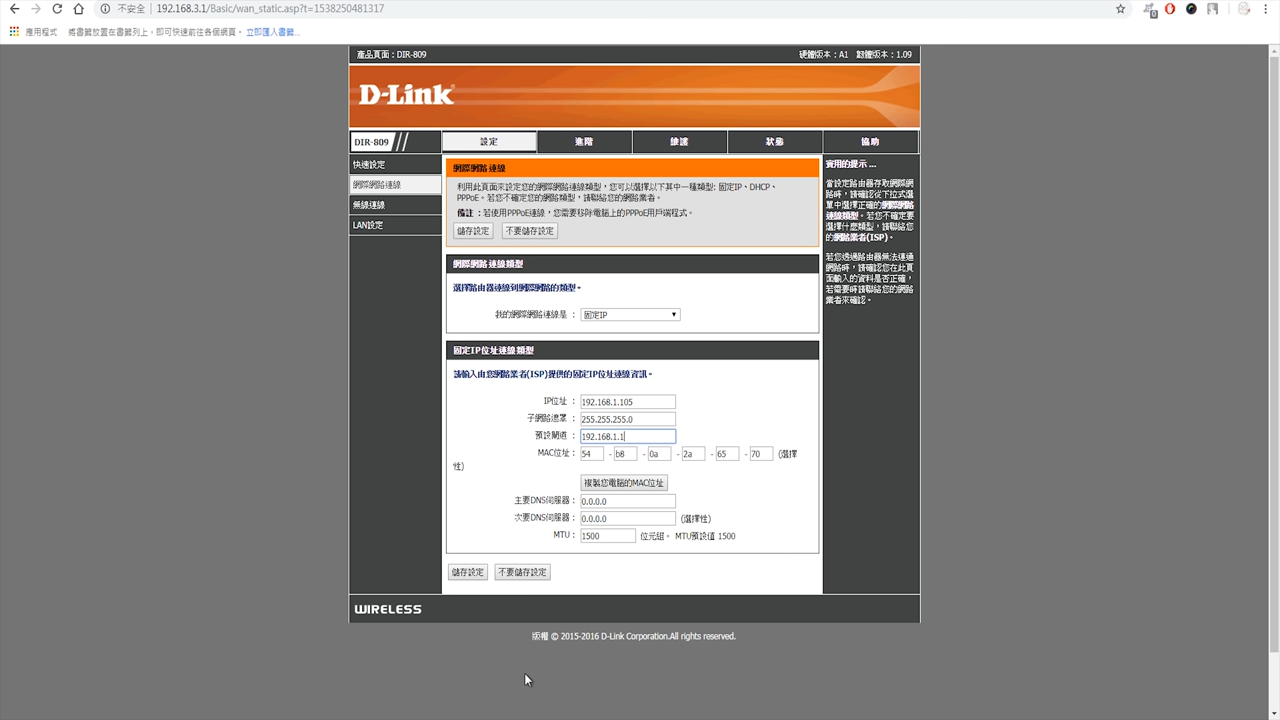 不安全 | 192.168.3.1/Basic/wan_static.asp?t=1538250481317
應用程式 將書籤放置在書籤列上，即可快速前往各個網頁。 立即匯入書籤...
產品頁面：DIR-809 硬體版本：A1 韌體版本：1.09
D-Link
DIR-809 設定 進階 維護 狀態 協助
快速設定
網際網路連線
無線連線
LAN設定
網際網路連線
利用此頁面來設定您的網際網路連線類型，您可以選擇以下其中一種類型: 固定IP、DHCP、
PPPoE。若您不確定您的網路類型，請聯絡您的網路業者。
備註 ：若使用PPPoE連線，您需要移除電腦上的PPPoE用戶端程式。
儲存設定 不要儲存設定
網際網路連線類型
選擇路由器連線到網際網路的類型。
我的網際網路連線是 ： 固定IP
固定IP位址連線類型
請輸入由您網路業者(ISP)提供的固定IP位址連線資訊。
IP位址： 192.168.1.105
子網路遮罩 ： 255.255.255.0
預設閘道 ： 192.168.1.1
MAC位址： 54 - b8 - 0a - 2a - 65 - 70 (選擇
性)
複製您電腦的MAC位址
主要DNS伺服器： 0.0.0.0
次要DNS伺服器： 0.0.0.0 (選擇性)
MTU： 1500 位元組。 MTU預設值 1500
儲存設定 不要儲存設定
實用的提示 ...
當設定路由器存取網際網
路時，請確認從下拉式選
單中選擇正確的網際網路
連線類型。若您不確定要
選擇什麼類型，請聯絡您
的網路業者(ISP)。
若您透過路由器無法連通
網路時，請確認您在此頁
面輸入的資料是否正確，
若需要時請聯絡您的網路
業者來確認。
WIRELESS
版權 © 2015-2016 D-Link Corporation.All rights reserved.